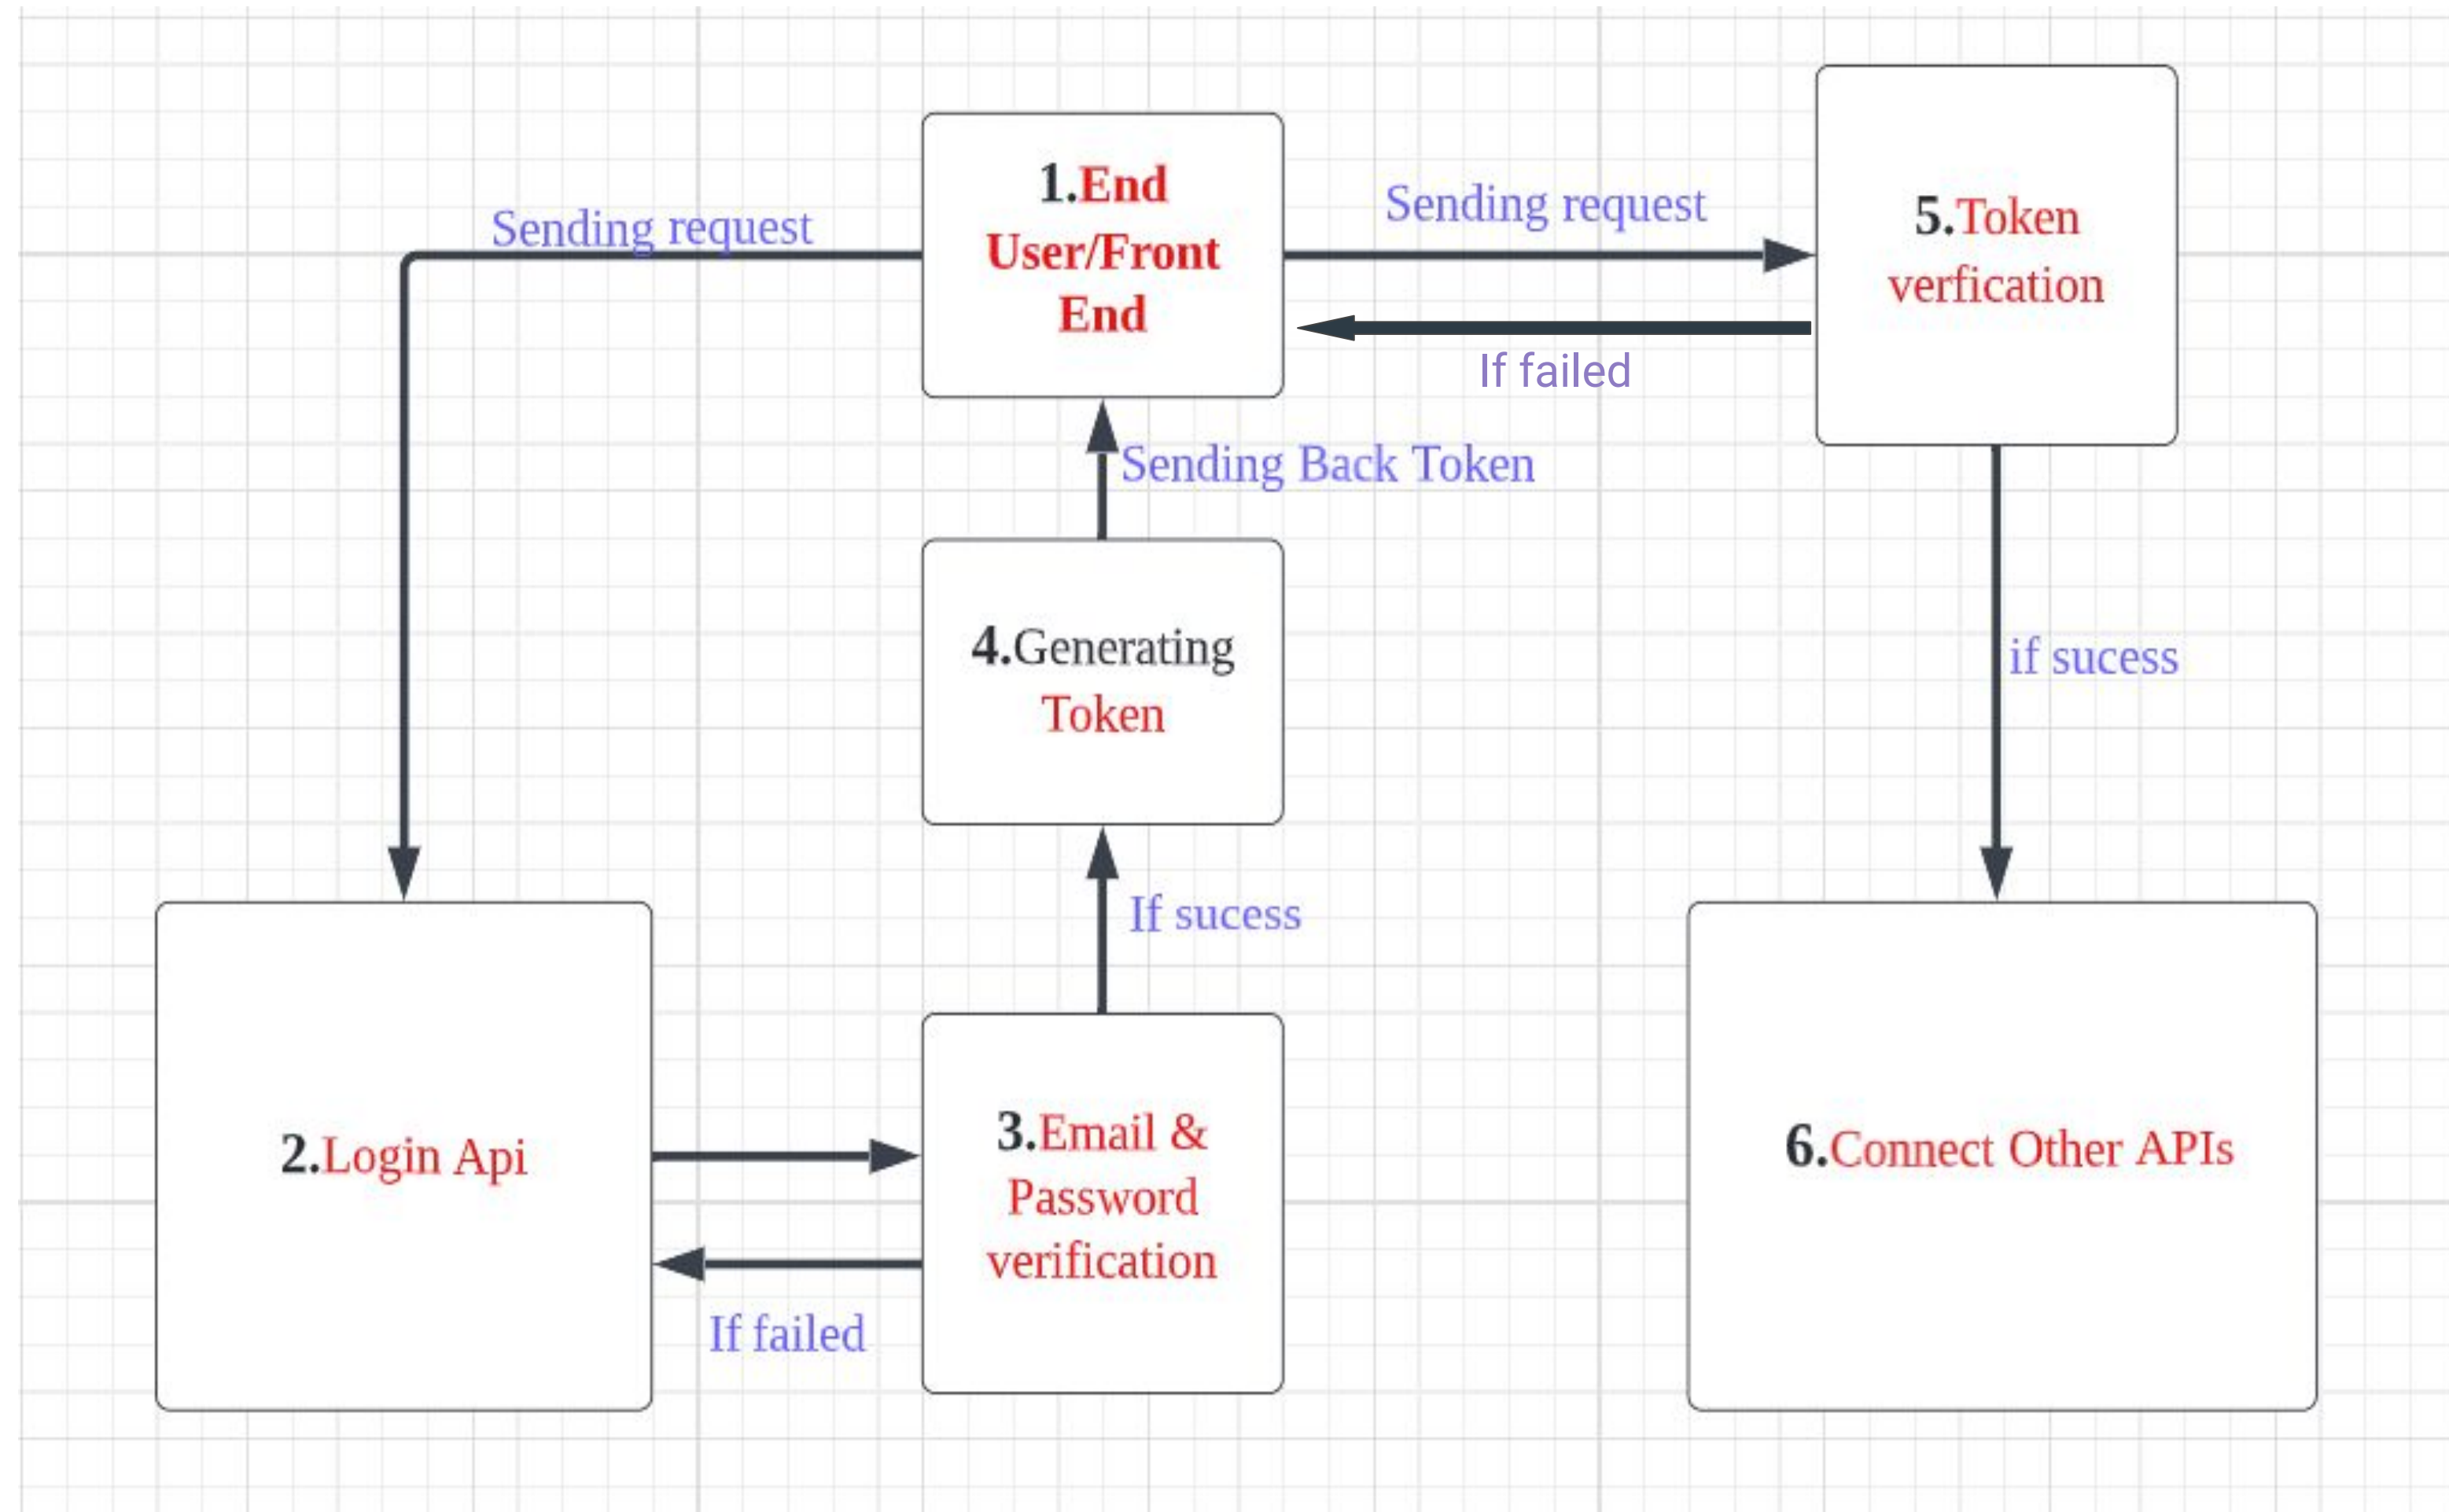 1.End
User/Front
End
Sending request
Sending request
5.Token
verfication
If failed
Sending Back Token
4.Generating
Token
if sucess
If sucess
2.Login Api
3.Email &
Password
verification
6.Connect Other APIs
If failed